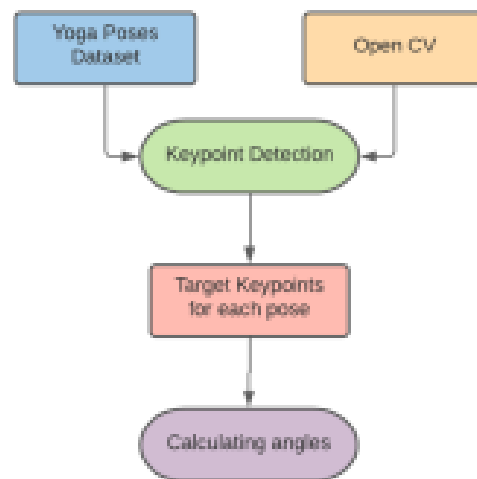 Yoga Poses
Dataset
Open CV
Keypoint Detection
Target Keypoints
for each pose
Calculating angles